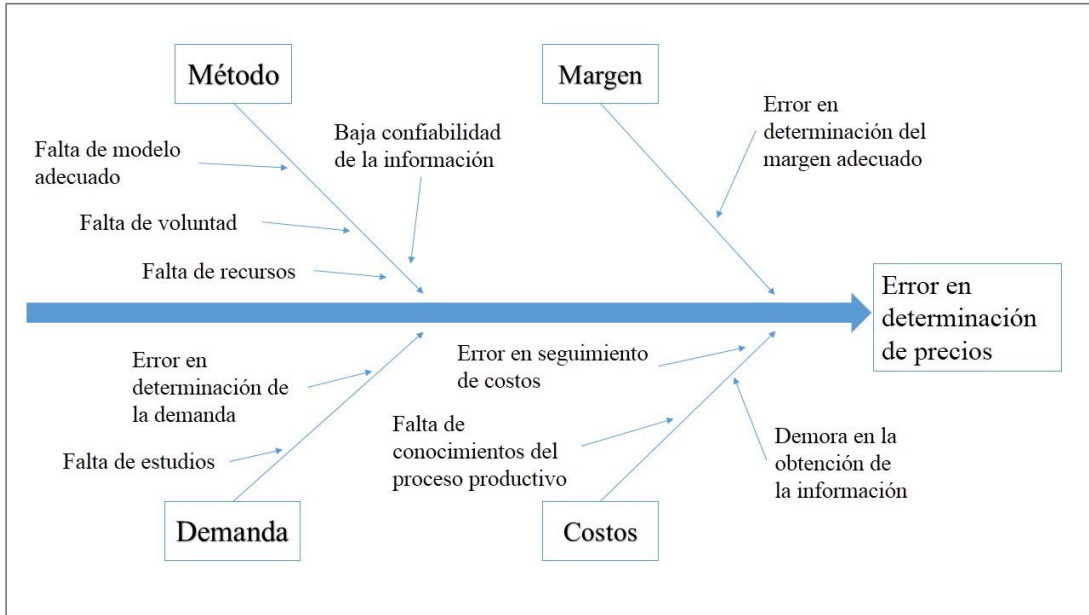 Método
Margen
Falta de modelo
adecuado
Baja confiabilidad
de la información
Error en
determinación del
margen adecuado
Falta de voluntad
Falta de recursos
Error en
determinación
de precios
Error en
determinación de
la demanda
Error en seguimiento
de costos
Falta de estudios
Falta de
conocimientos del
proceso productivo
Demora en la
obtención de
la información
Demanda
Costos